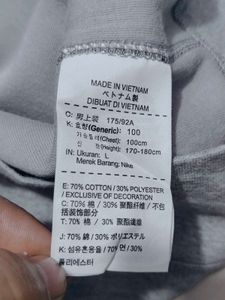 MADE IN VIETNAM
ベトナム製
DIBUAT DI VIETNAM
C: 男上装 175/92A
K: 호칭(Generic): 100
가슴둘레(Chest): 100cm
신장(Height): 170-180cm
IN: Ukuran: L
Merek Barang: Nike
E: 70% COTTON / 30% POLYESTER
/ EXCLUSIVE OF DECORATION
C: 70% 棉 / 30% 聚酯纤维 / 不包
括装饰部分
T: 70% 棉 / 30% 聚酯纖維
J: 70% 綿 / 30% ポリエステル
K: 섬유혼용율 / 70% 면 / 30%
폴리에스터